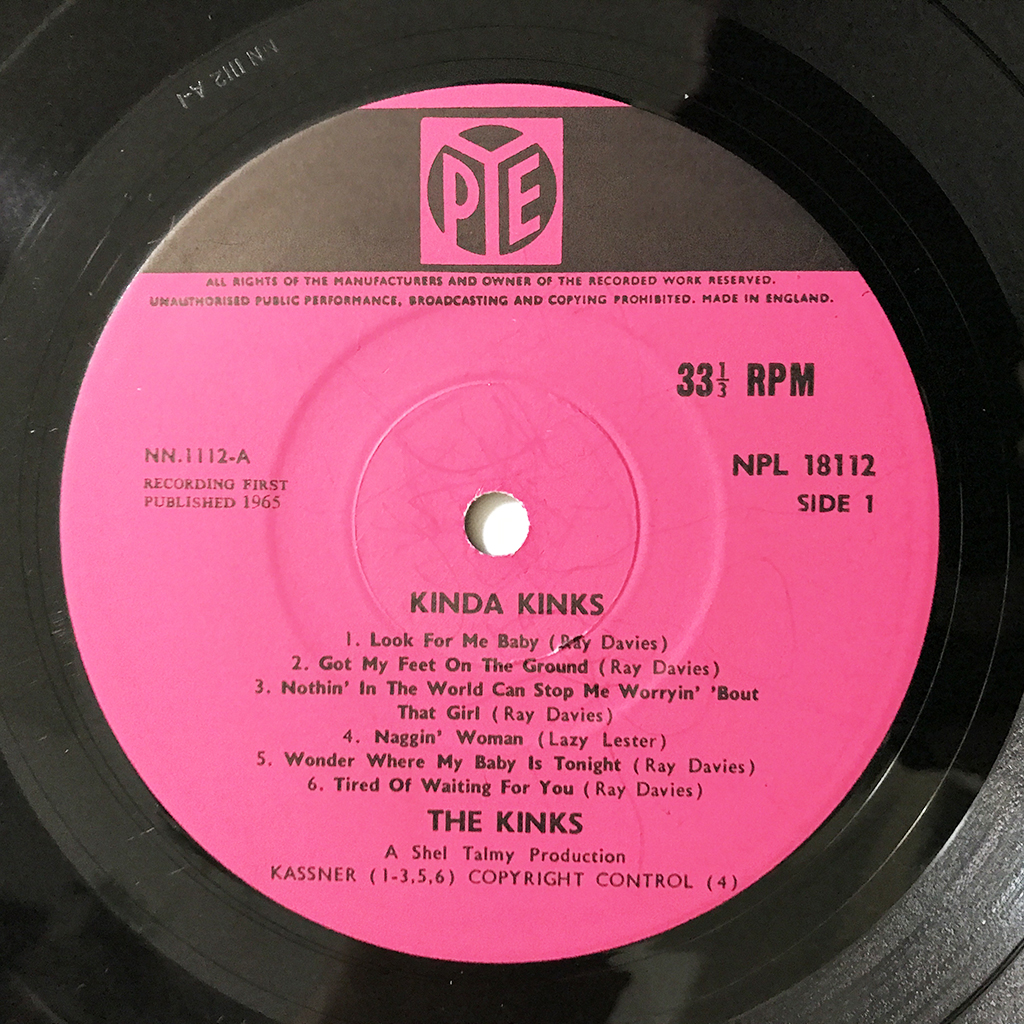 NN 1112 A-1
PYE
ALL RIGHTS OF THE MANUFACTURERS AND OWNER OF THE RECORDED WORK RESERVED.
UNAUTHORISED PUBLIC PERFORMANCE, BROADCASTING AND COPYING PROHIBITED. MADE IN ENGLAND.
33⅓ RPM
NN.1112-A
RECORDING FIRST
PUBLISHED 1965
NPL 18112
SIDE 1
KINDA KINKS
1. Look For Me Baby (Ray Davies)
2. Got My Feet On The Ground (Ray Davies)
3. Nothin' In The World Can Stop Me Worryin' 'Bout
That Girl (Ray Davies)
4. Naggin' Woman (Lazy Lester)
5. Wonder Where My Baby Is Tonight (Ray Davies)
6. Tired Of Waiting For You (Ray Davies)
THE KINKS
A Shel Talmy Production
KASSNER (1-3,5,6) COPYRIGHT CONTROL (4)